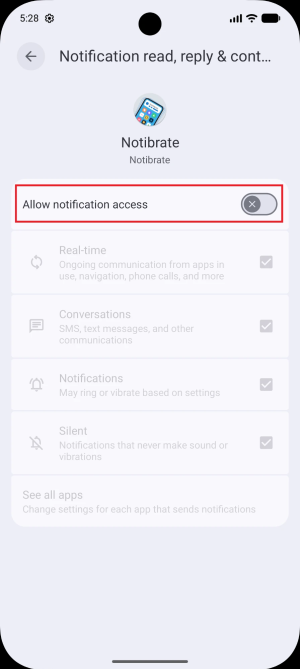 5:28
Notification read, reply & cont...
Notibrate
Notibrate
Allow notification access
Real-time
Ongoing communication from apps in
use, navigation, phone calls, and more
Conversations
SMS, text messages, and other
communications
Notifications
May ring or vibrate based on settings
Silent
Notifications that never make sound or
vibrations
See all apps
Change settings for each app that sends notifications